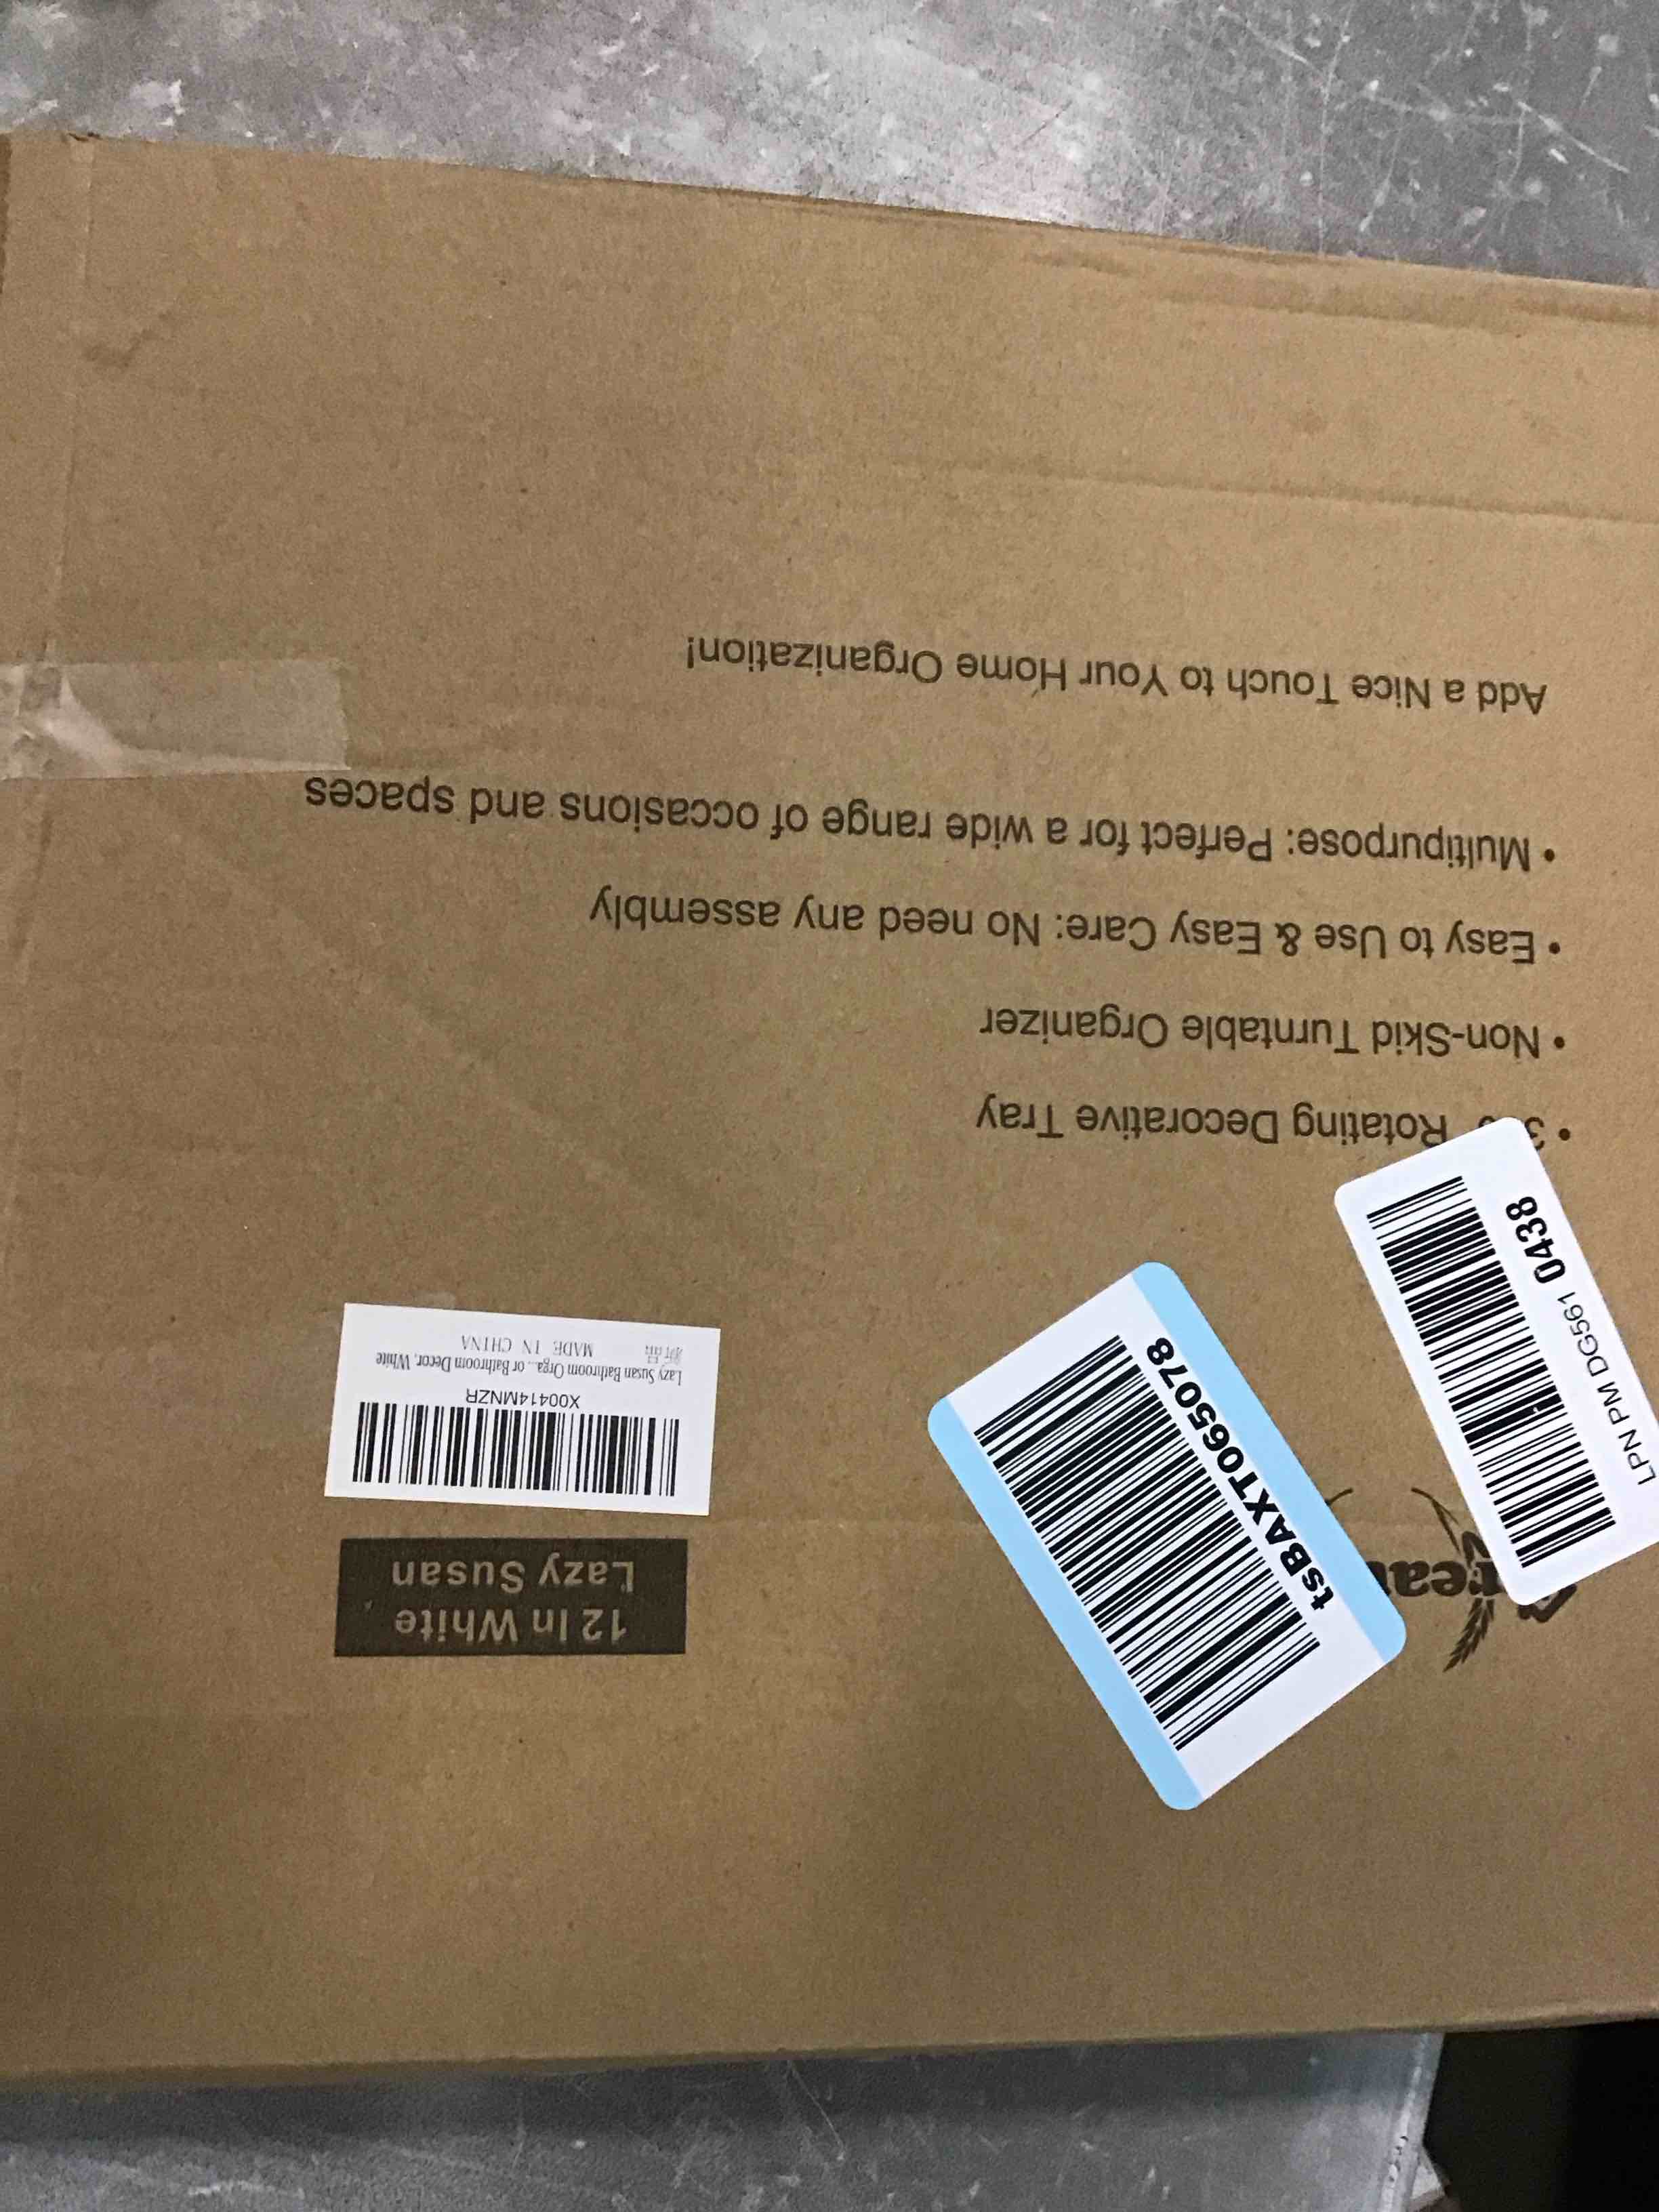 12 In White
Lazy Susan
X00414MNZR
Lazy Susan Bathroom Orga... or Bathroom Decor, White
MADE IN CHINA
tsBAXT065078
LPN PM DG561 0438
• Rotating Decorative Tray
• Non-Skid Turntable Organizer
• Easy to Use & Easy Care: No need any assembly
• Multipurpose: Perfect for a wide range of occasions and spaces
Add a Nice Touch to Your Home Organization!